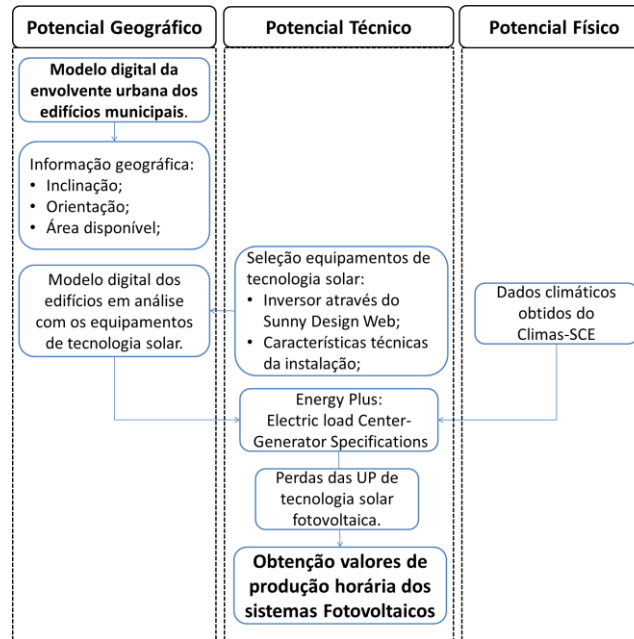 Potencial Geográfico
Potencial Técnico
Potencial Físico
Modelo digital da
envolvente urbana dos
edifícios municipais.
Informação geográfica:
• Inclinação;
• Orientação;
• Área disponível;
Modelo digital dos
edifícios em análise
com os equipamentos
de tecnologia solar.
Seleção equipamentos de
tecnologia solar:
• Inversor através do
Sunny Design Web;
• Características técnicas
da instalação;
Dados climáticos
obtidos do
Climas-SCE
Energy Plus:
Electric load Center-
Generator Specifications
Perdas das UP de
tecnologia solar
fotovoltaica.
Obtenção valores de
produção horária dos
sistemas Fotovoltaicos